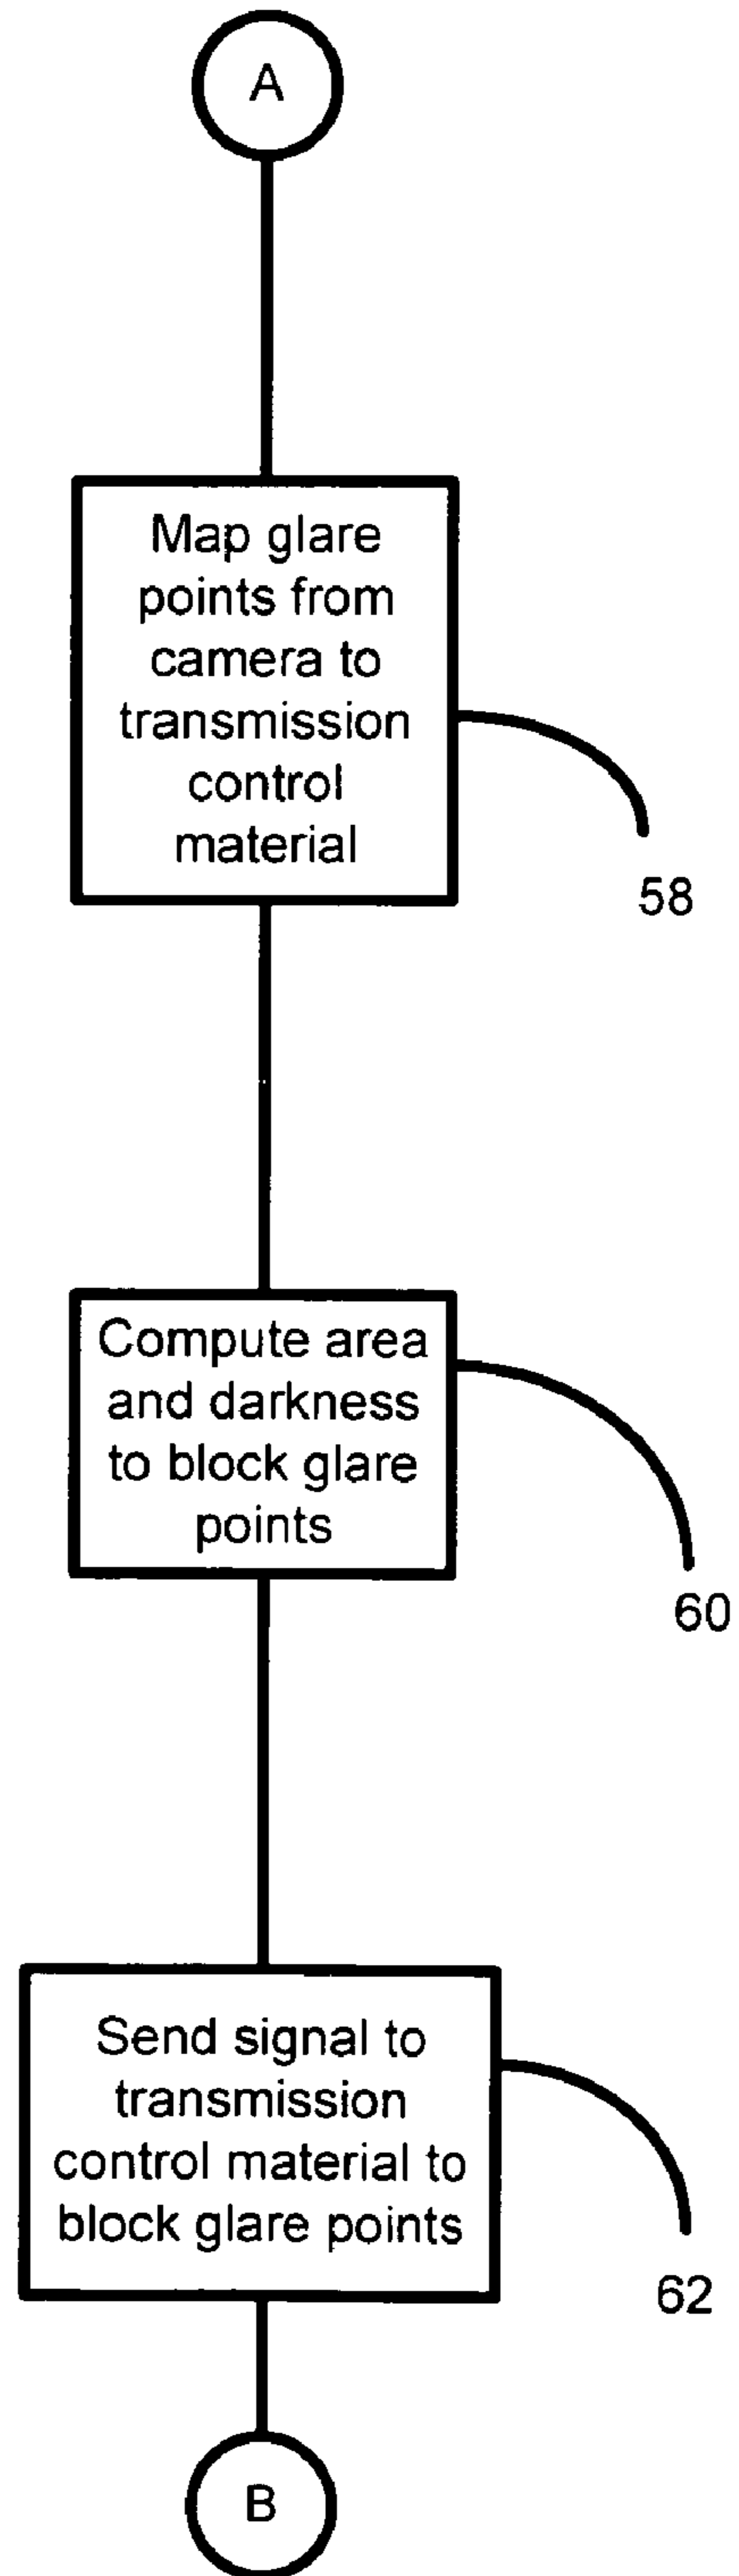 A
Map glare
points from
camera to
transmission
control
material
58
Compute area
and darkness
to block glare
points
60
Send signal to
transmission
control material to
block glare points
62
B